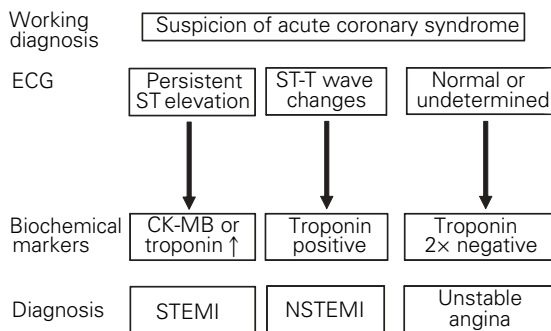 Working
diagnosis
Suspicion of acute coronary syndrome
ECG
Persistent
ST elevation
ST-T wave
changes
Normal or
undetermined
Biochemical
markers
CK-MB or
troponin ↑
Troponin
positive
Troponin
2× negative
Diagnosis
STEMI
NSTEMI
Unstable
angina